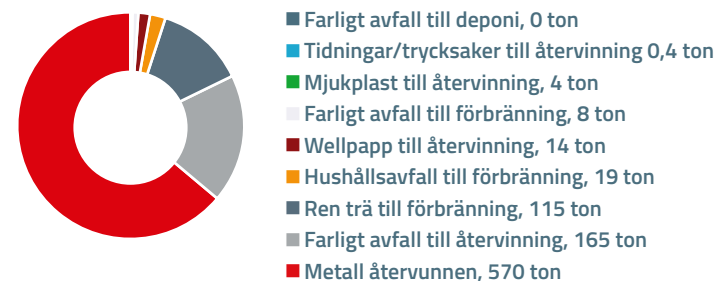 Farligt avfall till deponi, 0 ton
Tidningar/trycksaker till återvinning 0,4 ton
Mjukplast till återvinning, 4 ton
Farligt avfall till förbränning, 8 ton
Wellpapp till återvinning, 14 ton
Hushållsavfall till förbränning, 19 ton
Ren trä till förbränning, 115 ton
Farligt avfall till återvinning, 165 ton
Metall återvunnen, 570 ton